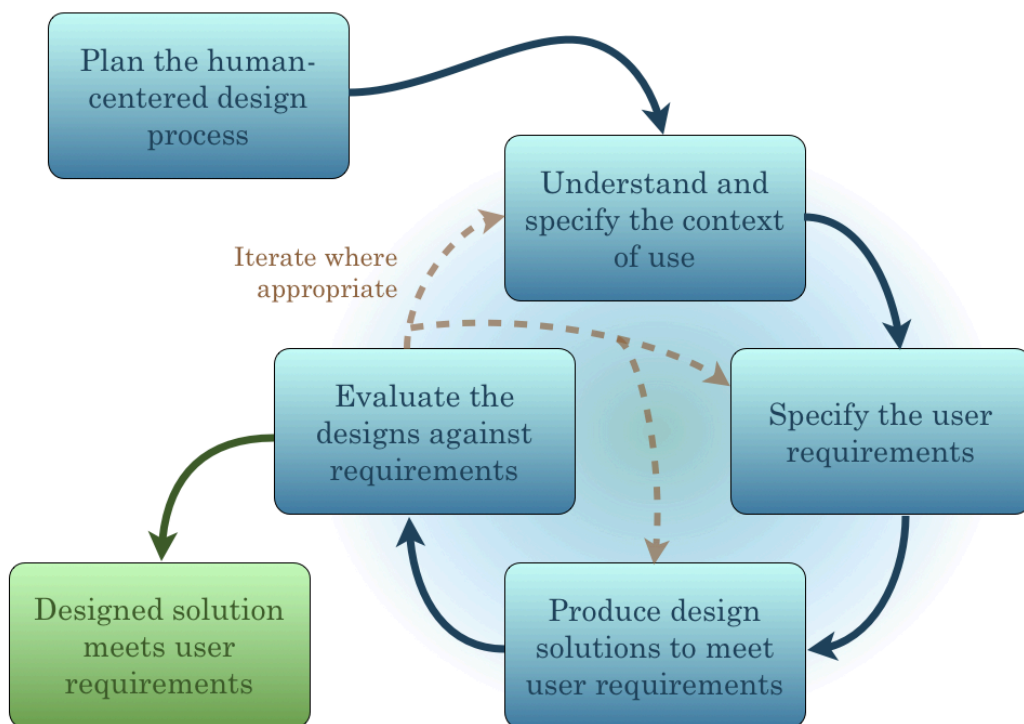 Plan the human-
centered design
process
Understand and
specify the context
of use
Iterate where
appropriate
Evaluate the
designs against
requirements
Specify the user
requirements
Designed solution
meets user
requirements
Produce design
solutions to meet
user requirements